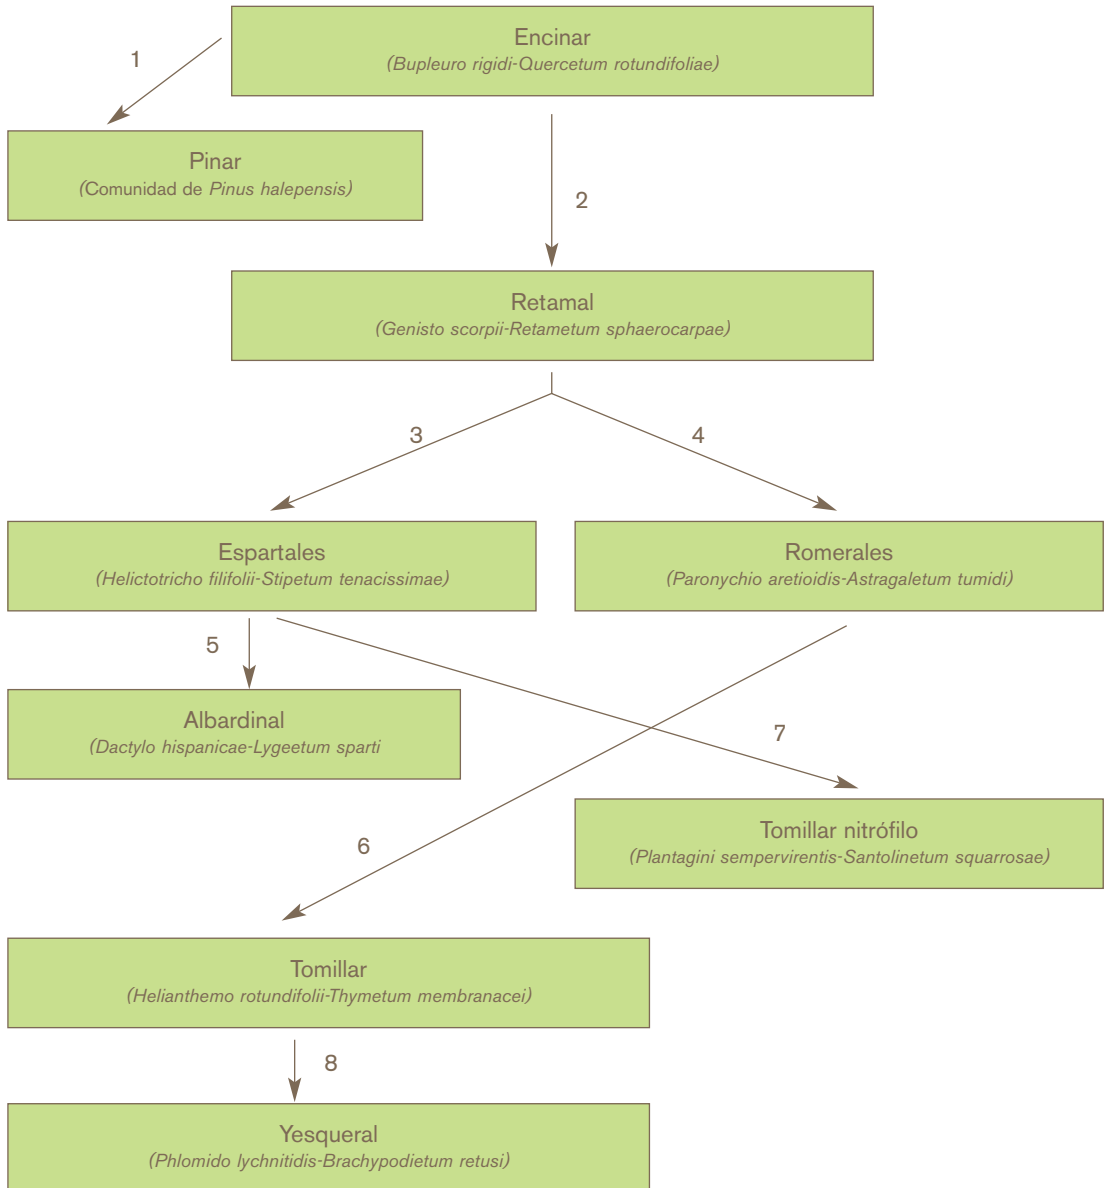 Encinar
(Bupleuro rigidi-Quercetum rotundifoliae)
1
Pinar
(Comunidad de Pinus halepensis)
2
Retamal
(Genisto scorpii-Retametum sphaerocarpae)
3
4
Espartales
(Helictotricho filifolii-Stipetum tenacissimae)
Romerales
(Paronychio aretioidis-Astragaletum tumidi)
5
Albardinal
(Dactylo hispanicae-Lygeetum sparti
7
Tomillar nitrófilo
(Plantagini sempervirentis-Santolinetum squarrosae)
6
Tomillar
(Helianthemo rotundifolii-Thymetum membranacei)
8
Yesqueral
(Phlomido lychnitidis-Brachypodietum retusi)